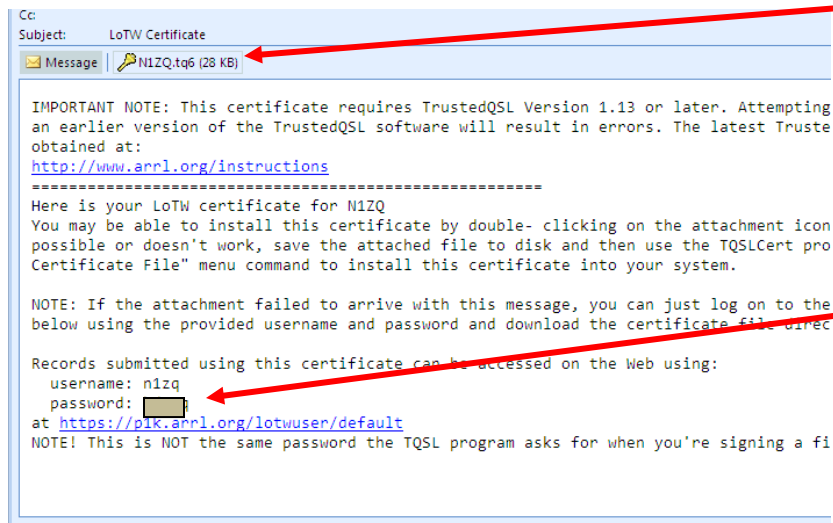 Cc:
Subject: LoTW Certificate
Message N1ZQ.tq6 (28 KB)
IMPORTANT NOTE: This certificate requires TrustedQSL Version 1.13 or later. Attempting
an earlier version of the TrustedQSL software will result in errors. The latest Truste
obtained at:
http://www.arrl.org/instructions
=======================================================
Here is your LoTW certificate for N1ZQ
You may be able to install this certificate by double- clicking on the attachment icon
possible or doesn't work, save the attached file to disk and then use the TQSLCert pro
Certificate File" menu command to install this certificate into your system.
NOTE: If the attachment failed to arrive with this message, you can just log on to the
below using the provided username and password and download the certificate file direc
Records submitted using this certificate can be accessed on the Web using:
username: n1zq
password:
at https://p1k.arrl.org/lotwuser/default
NOTE! This is NOT the same password the TQSL program asks for when you're signing a fi